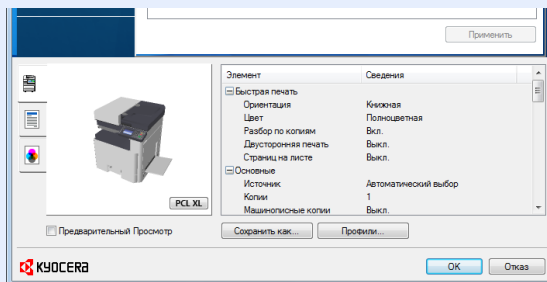 Применить
Элемент Сведения
Быстрая печать
Ориентация Книжная
Цвет Полноцветная
Разбор по копиям Вкл.
Двусторонняя печать Выкл.
Страниц на листе Выкл.
Основные
Источник Автоматический выбор
Копии 1
Машинописные копии Выкл.
PCL XL
Предварительный Просмотр Сохранить как... Профили...
KYOCERA OK Отказ